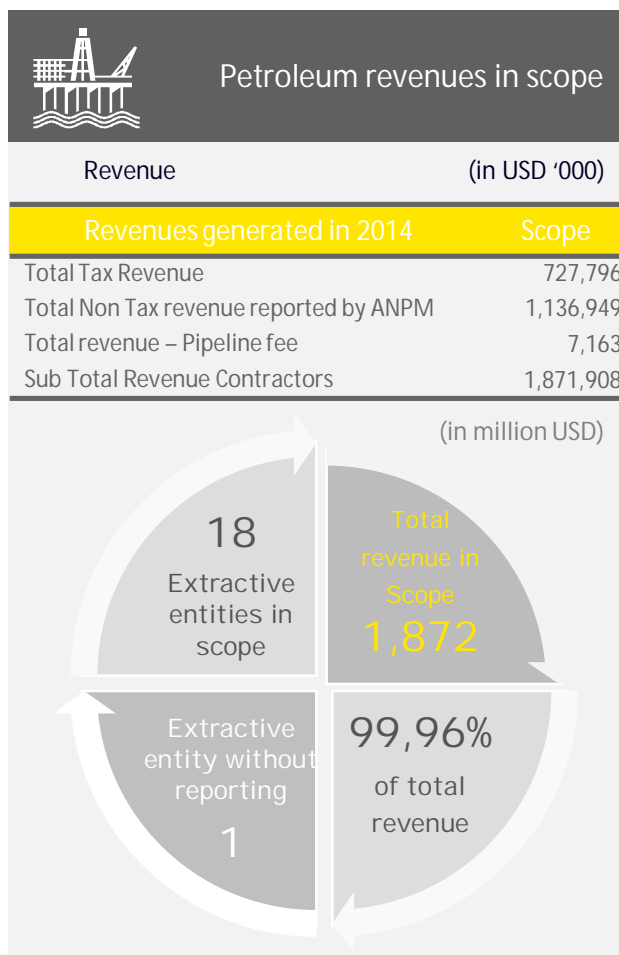 Petroleum revenues in scope
Revenue (in USD ‘000)
Revenues generated in 2014 Scope
Total Tax Revenue 727,796
Total Non Tax revenue reported by ANPM 1,136,949
Total revenue – Pipeline fee 7,163
Sub Total Revenue Contractors 1,871,908
(in million USD)
18
Extractive
entities in
scope
Total
revenue in
Scope
1,872
Extractive
entity without
reporting
1
99,96%
of total
revenue